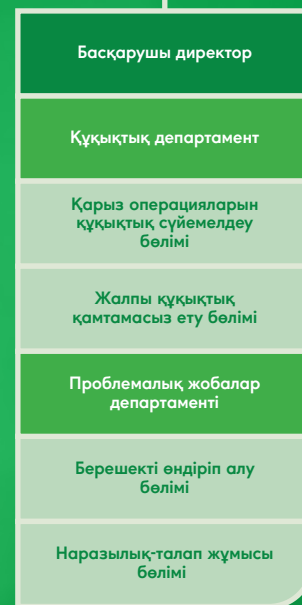 Басқарушы директор
Құқықтық департамент
Қарыз операцияларын
құқықтық сүйемелдеу
бөлімі
Жалпы құқықтық
қамтамасыз ету бөлімі
Проблемалық жобалар
департаменті
Берешекті өндіріп алу
бөлімі
Наразылық-талап жұмысы
бөлімі